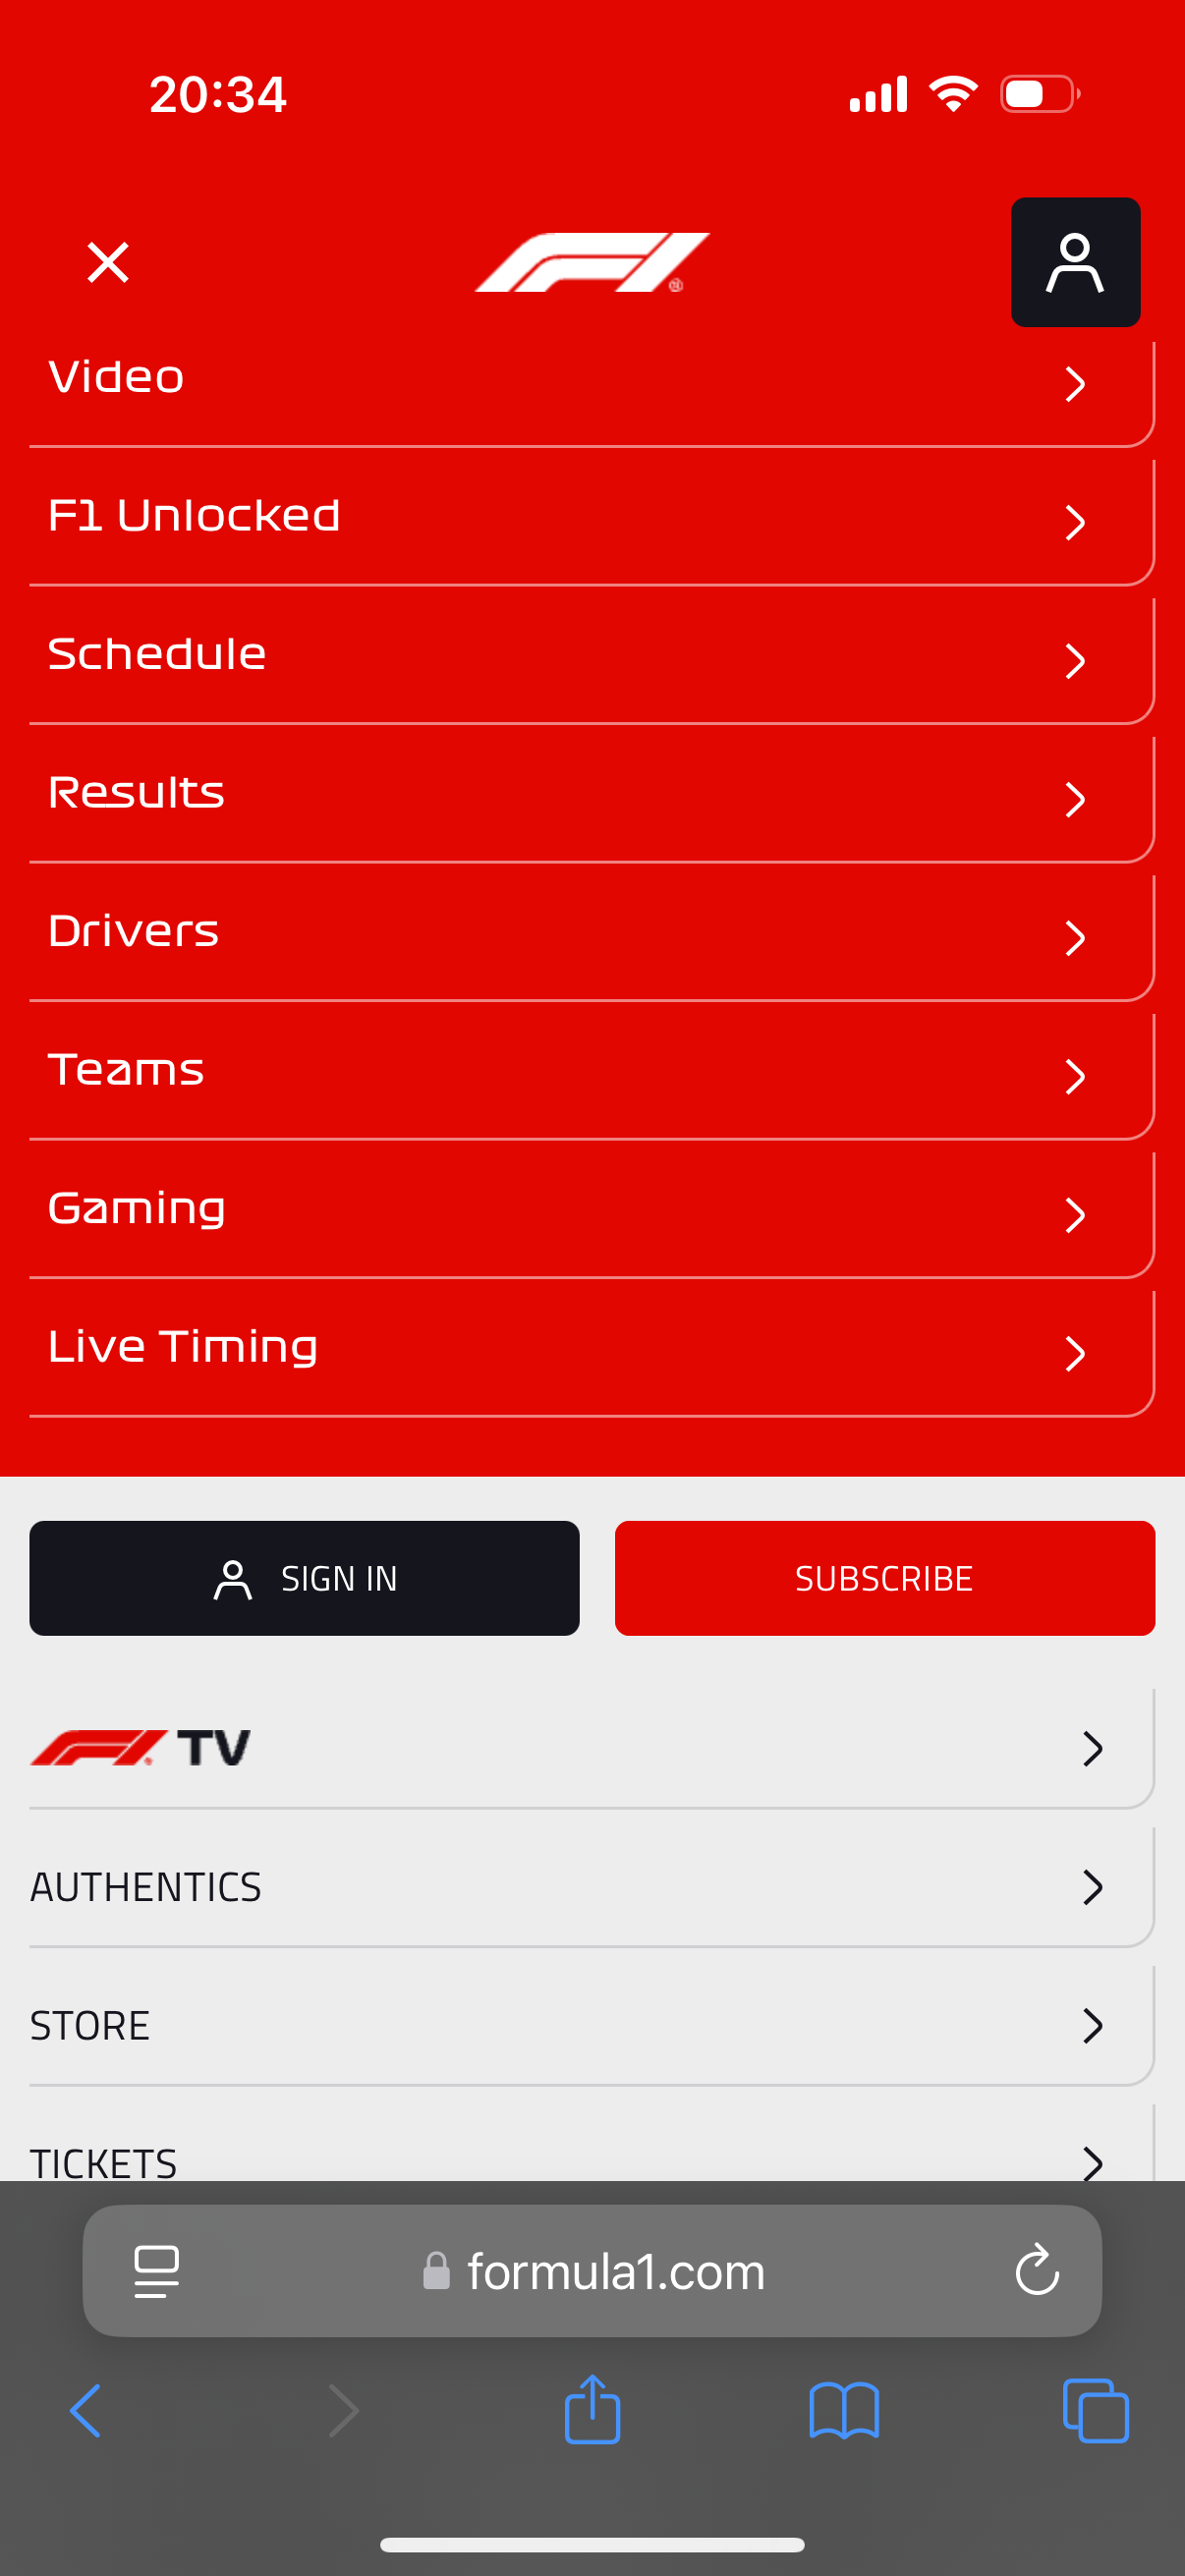 20:34
F1
Video
F1 Unlocked
Schedule
Results
Drivers
Teams
Gaming
Live Timing
SIGN IN
SUBSCRIBE
F1 TV
AUTHENTICS
STORE
TICKETS
formula1.com